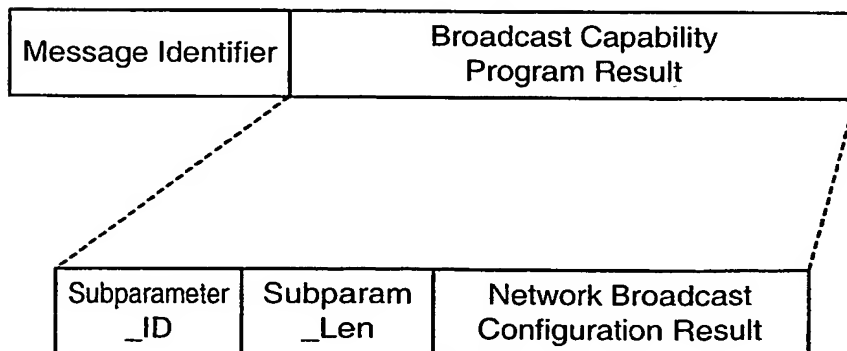 Message Identifier
Broadcast Capability
Program Result
Subparameter
_ID
Subparam
_Len
Network Broadcast
Configuration Result